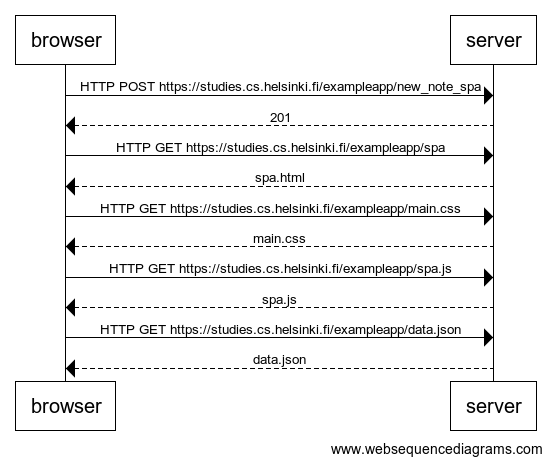 browser
server
HTTP POST https://studies.cs.helsinki.fi/exampleapp/new_note_spa
201
HTTP GET https://studies.cs.helsinki.fi/exampleapp/spa
spa.html
HTTP GET https://studies.cs.helsinki.fi/exampleapp/main.css
main.css
HTTP GET https://studies.cs.helsinki.fi/exampleapp/spa.js
spa.js
HTTP GET https://studies.cs.helsinki.fi/exampleapp/data.json
data.json
browser
server
www.websequencediagrams.com